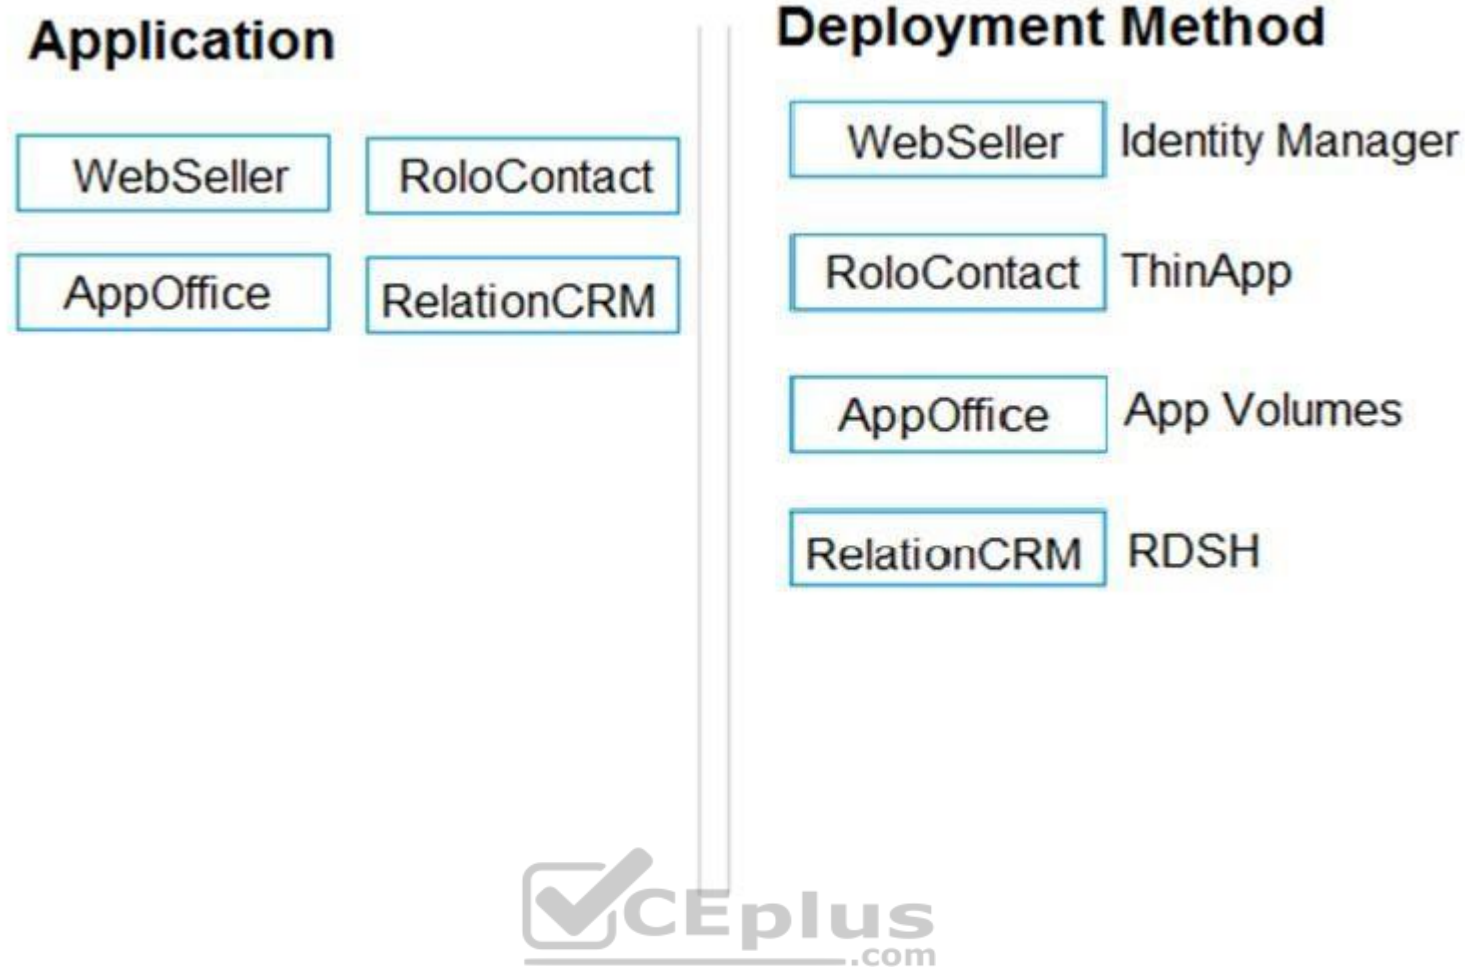 Application
WebSeller
RoloContact
AppOffice
RelationCRM
Deployment Method
WebSeller Identity Manager
RoloContact ThinApp
AppOffice App Volumes
RelationCRM RDSH
CEplus
.com